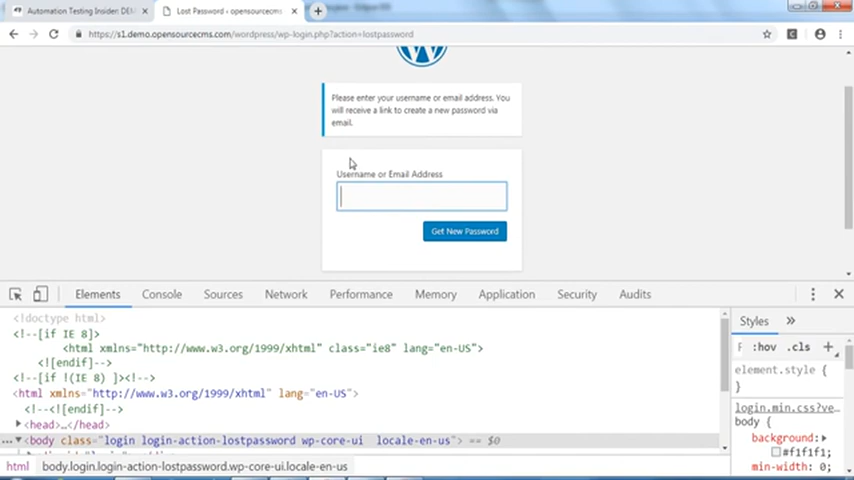 Automation Testing Insider: DEM
Lost Password ‹ opensourcecms
https://s1.demo.opensourcecms.com/wordpress/wp-login.php?action=lostpassword
Please enter your username or email address. You
will receive a link to create a new password via
email.
Username or Email Address
Get New Password
Elements Console Sources Network Performance Memory Application Security Audits
<!doctype html>
<!--[if IE 8]>
<html xmlns="http://www.w3.org/1999/xhtml" class="ie8" lang="en-US">
<![endif]-->
<!--[if !(IE 8) ]><!-->
<html xmlns="http://www.w3.org/1999/xhtml" lang="en-US">
<!--<![endif]-->
<head>…</head>
<body class="login login-action-lostpassword wp-core-ui locale-en-us"> == $0
html body.login.login-action-lostpassword.wp-core-ui.locale-en-us
Styles »
F :hov .cls +
element.style {
}
login.min.css?ve…
body {
background:
#f1f1f1;
min-width: 0;